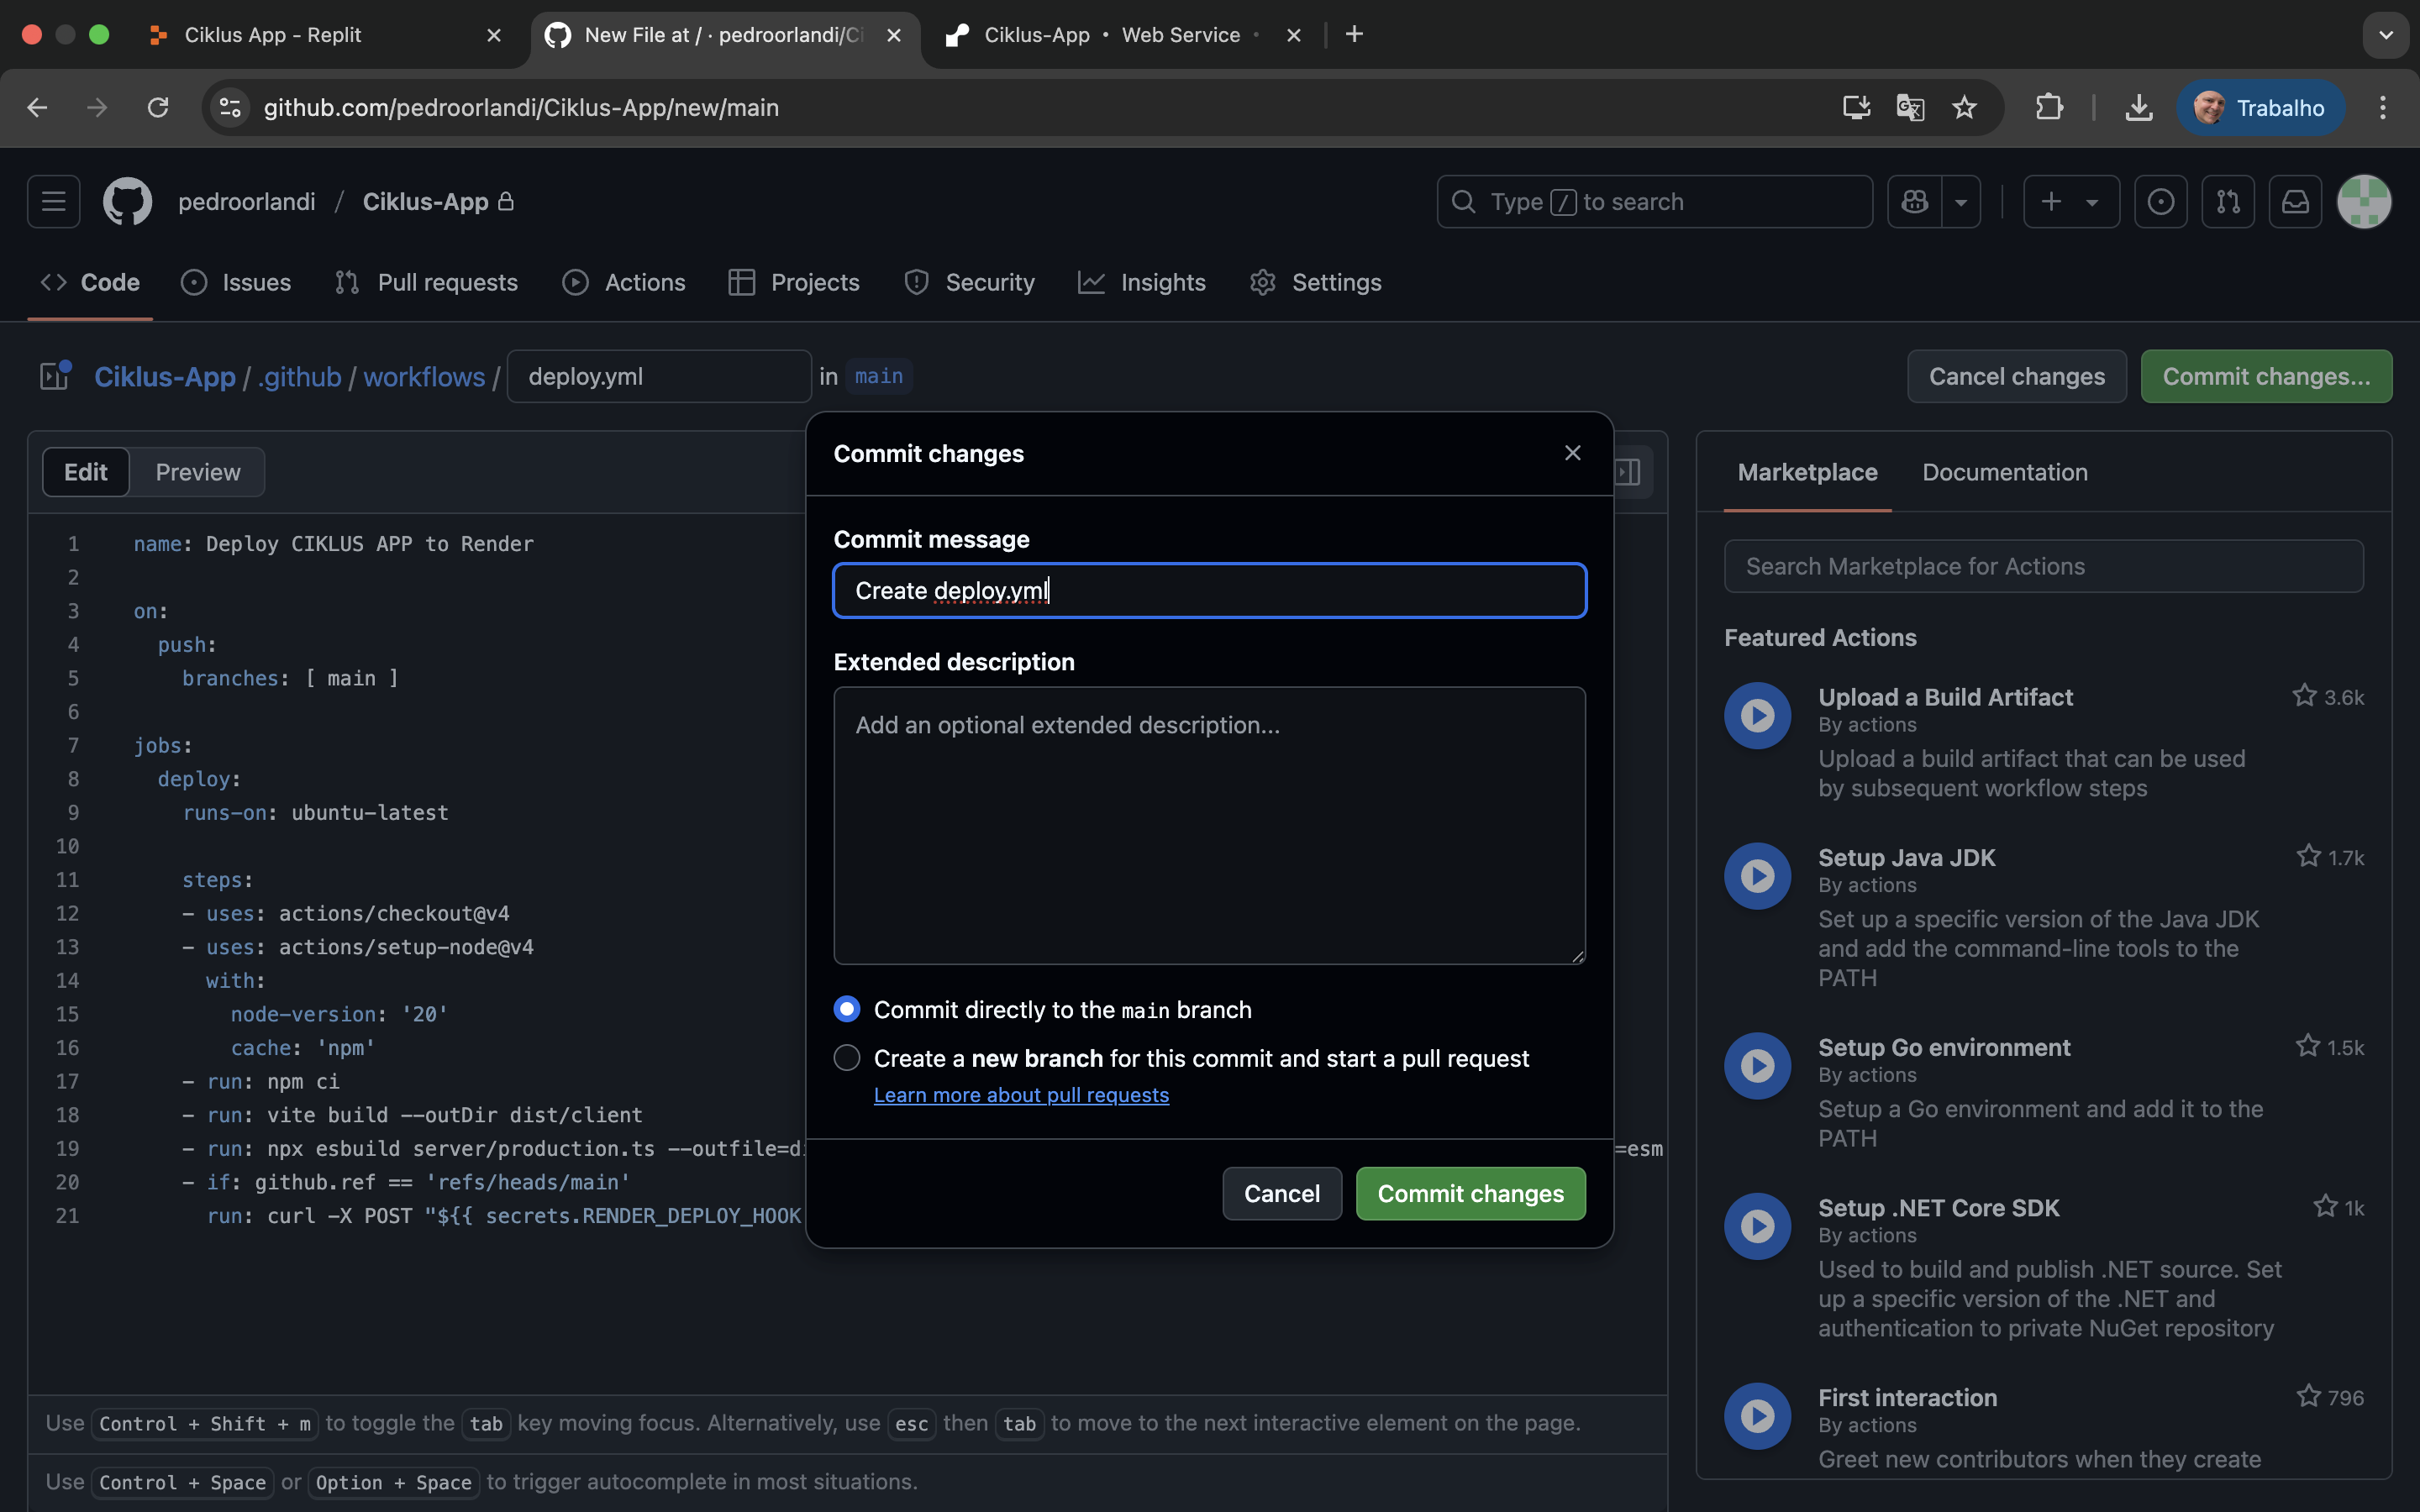 Ciklus App - Replit
New File at / · pedroorlandi/Ci
Ciklus-App • Web Service •
github.com/pedroorlandi/Ciklus-App/new/main
Trabalho
pedroorlandi / Ciklus-App
Type / to search
Code
Issues
Pull requests
Actions
Projects
Security
Insights
Settings
Ciklus-App / .github / workflows / deploy.yml in main
Cancel changes
Commit changes...
Edit
Preview
1 name: Deploy CIKLUS APP to Render
2
3 on:
4 push:
5 branches: [ main ]
6
7 jobs:
8 deploy:
9 runs-on: ubuntu-latest
10
11 steps:
12 - uses: actions/checkout@v4
13 - uses: actions/setup-node@v4
14 with:
15 node-version: '20'
16 cache: 'npm'
17 - run: npm ci
18 - run: vite build --outDir dist/client
19 - run: npx esbuild server/production.ts --outfile=di =esm
20 - if: github.ref == 'refs/heads/main'
21 run: curl -X POST "${{ secrets.RENDER_DEPLOY_HOOK
Commit changes
Commit message
Create deploy.yml
Extended description
Add an optional extended description...
Commit directly to the main branch
Create a new branch for this commit and start a pull request
Learn more about pull requests
Cancel
Commit changes
Use Control + Shift + m to toggle the tab key moving focus. Alternatively, use esc then tab to move to the next interactive element on the page.
Use Control + Space or Option + Space to trigger autocomplete in most situations.
Marketplace
Documentation
Search Marketplace for Actions
Featured Actions
Upload a Build Artifact 3.6k
By actions
Upload a build artifact that can be used
by subsequent workflow steps
Setup Java JDK 1.7k
By actions
Set up a specific version of the Java JDK
and add the command-line tools to the
PATH
Setup Go environment 1.5k
By actions
Setup a Go environment and add it to the
PATH
Setup .NET Core SDK 1k
By actions
Used to build and publish .NET source. Set
up a specific version of the .NET and
authentication to private NuGet repository
First interaction 796
By actions
Greet new contributors when they create